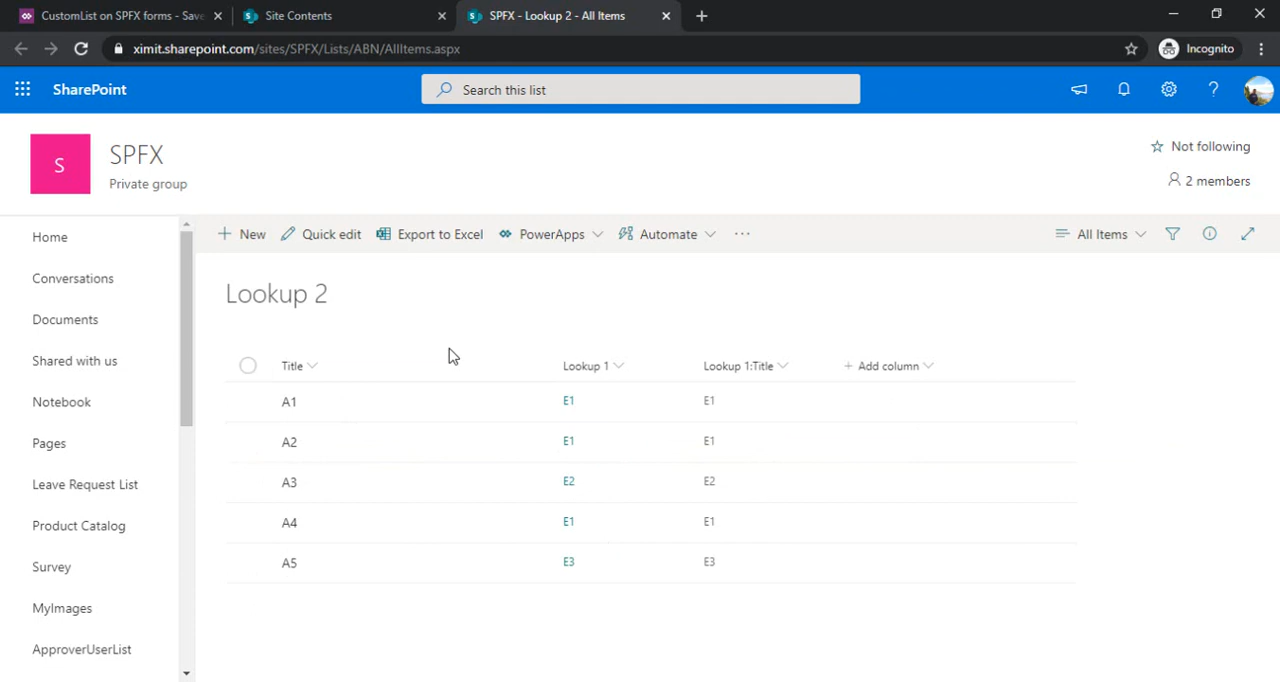 CustomList on SPFX forms - Save
Site Contents
SPFX - Lookup 2 - All Items
ximit.sharepoint.com/sites/SPFX/Lists/ABN/AllItems.aspx
Incognito
SharePoint
Search this list
S
SPFX
Private group
Not following
2 members
Home
Conversations
Documents
Shared with us
Notebook
Pages
Leave Request List
Product Catalog
Survey
MyImages
ApproverUserList
New Quick edit Export to Excel PowerApps Automate ... All Items
Lookup 2
Title Lookup 1 Lookup 1:Title + Add column
A1 E1 E1
A2 E1 E1
A3 E2 E2
A4 E1 E1
A5 E3 E3